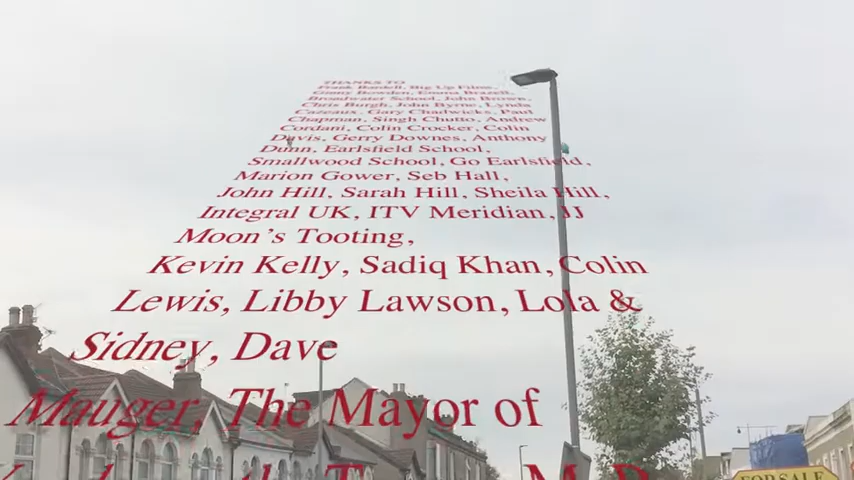 THANKS TO
Frank Bardell, Big Up Films,
Ginny Bowden, Emma Brazell,
Broadwater School, John Brown,
Chris Burgh, John Byrne, Lynda
Cazeaux, Gary Chadwicks, Paul
Chapman, Singh Chutto, Andrew
Cordani, Colin Crocker, Colin
Davis, Gerry Downes, Anthony
Dunn, Earlsfield School,
Smallwood School, Go Earlsfield,
Marion Gower, Seb Hall,
John Hill, Sarah Hill, Sheila Hill,
Integral UK, ITV Meridian, JJ
Moon's Tooting,
Kevin Kelly, Sadiq Khan, Colin
Lewis, Libby Lawson, Lola &
Sidney, Dave
Mauger, The Mayor of
FOR SALE